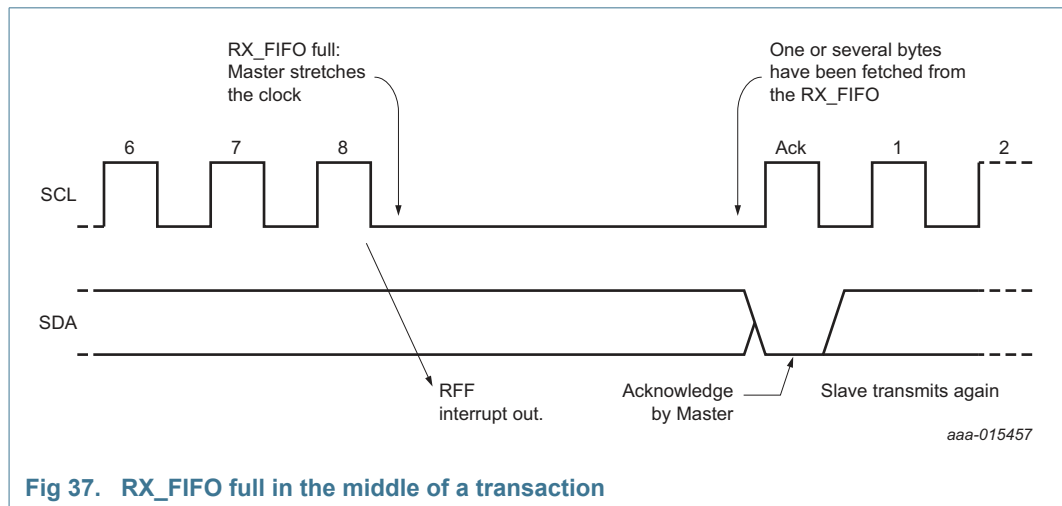 RX_FIFO full:
Master stretches
the clock
One or several bytes
have been fetched from
the RX_FIFO
6
7
8
Ack
1
2
SCL
SDA
RFF
interrupt out.
Acknowledge
by Master
Slave transmits again
aaa-015457
Fig 37. RX_FIFO full in the middle of a transaction